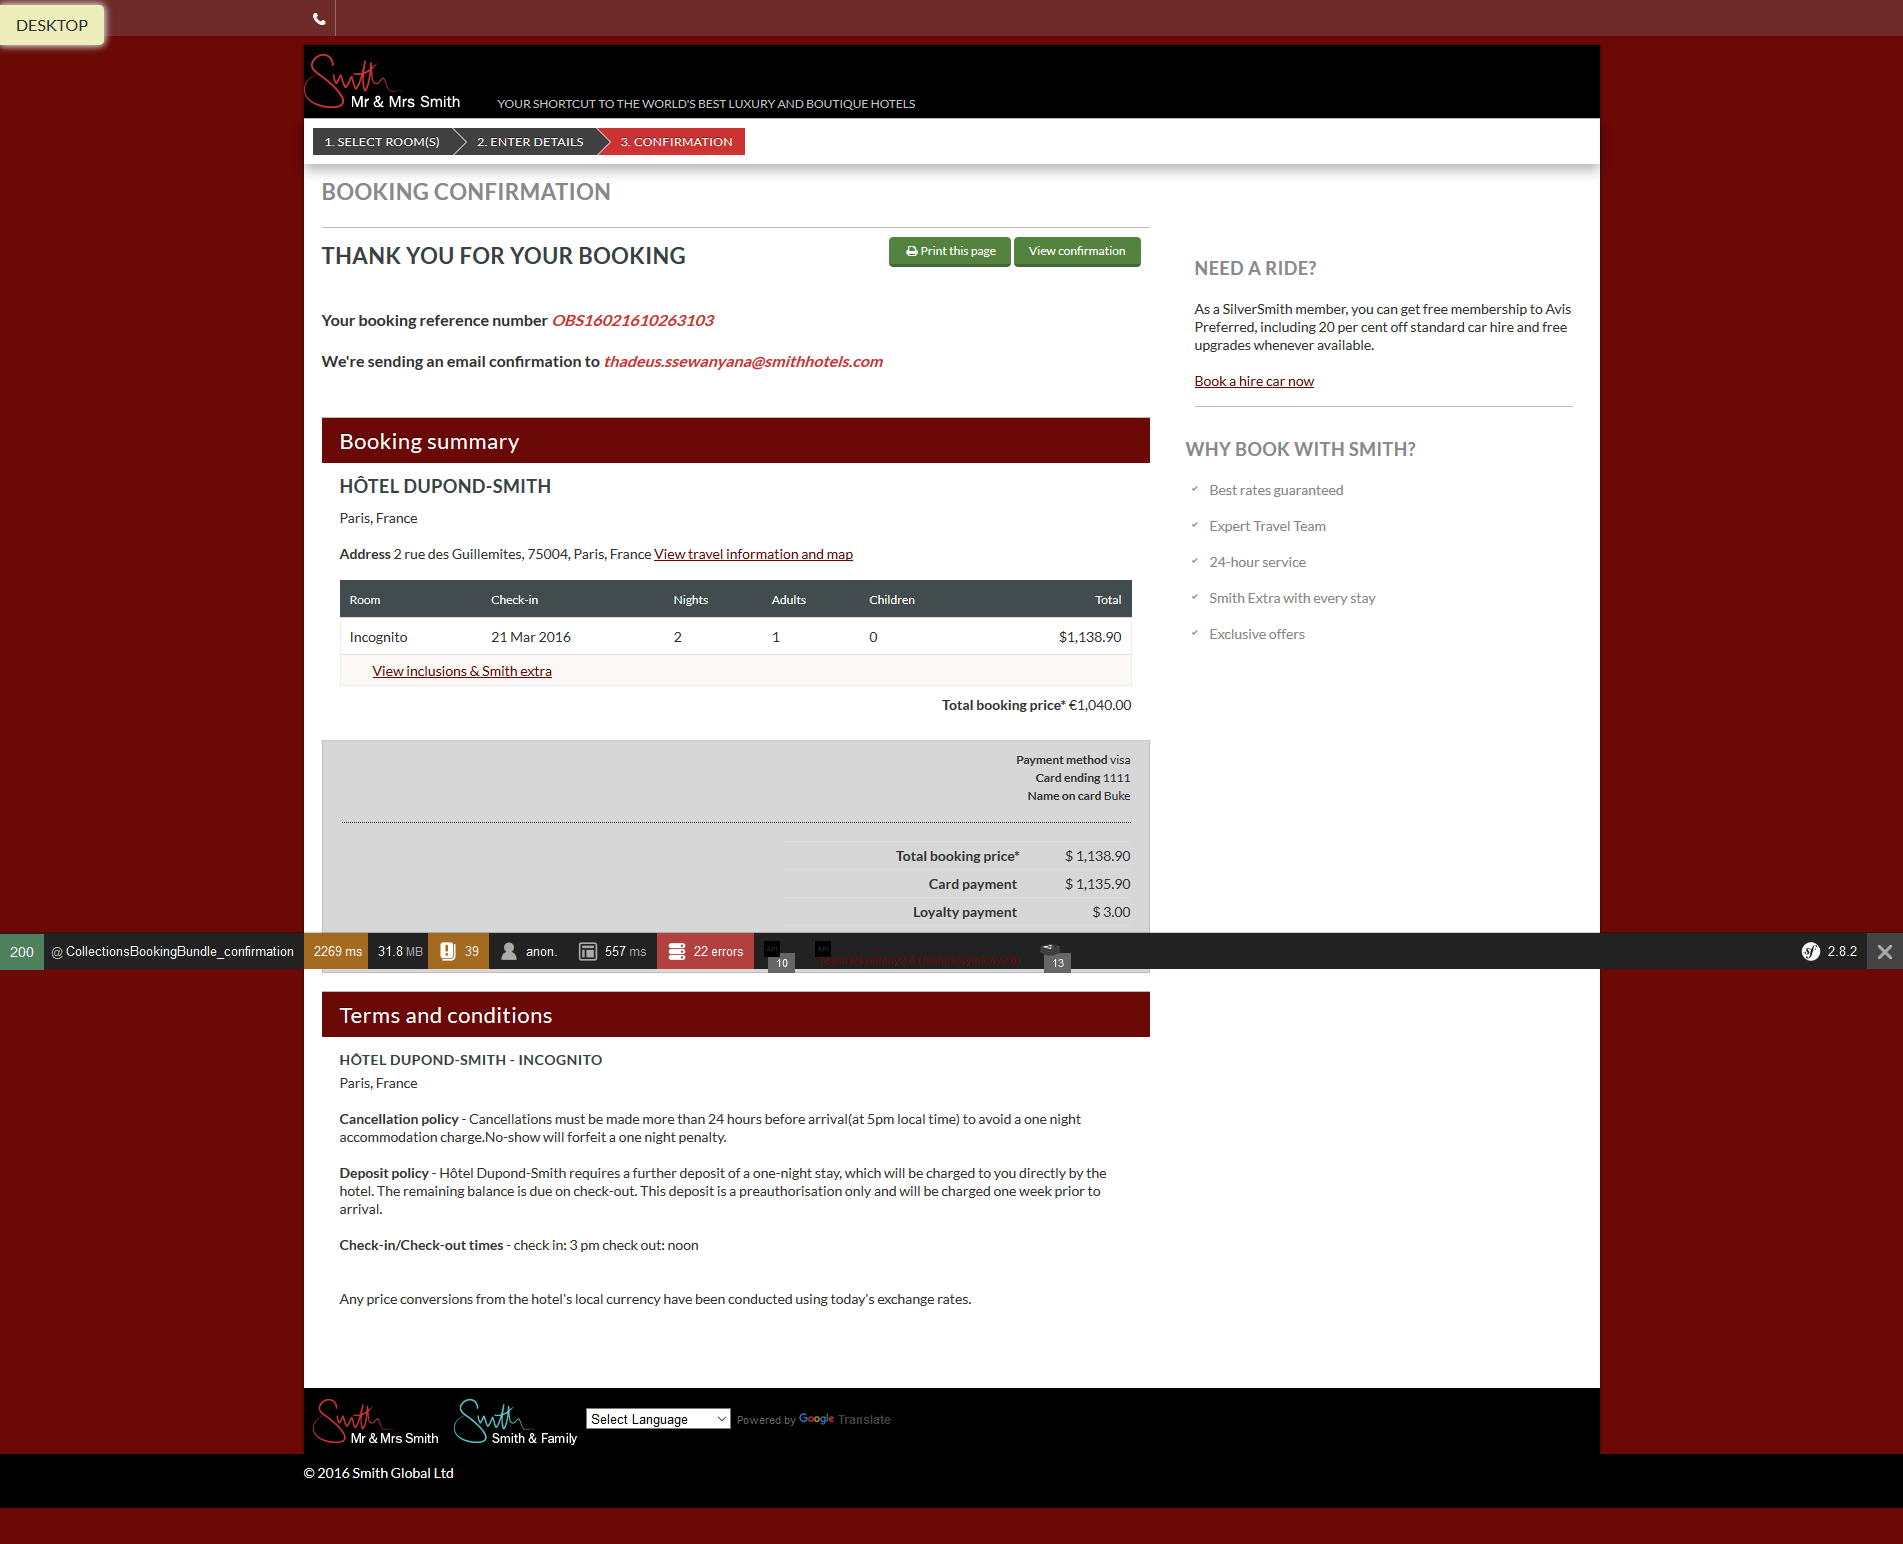 DESKTOP
Smith
Mr & Mrs Smith
YOUR SHORTCUT TO THE WORLD'S BEST LUXURY AND BOUTIQUE HOTELS
1. SELECT ROOM(S) 2. ENTER DETAILS 3. CONFIRMATION
BOOKING CONFIRMATION
THANK YOU FOR YOUR BOOKING
Print this page View confirmation
Your booking reference number OBS16021610263103
We're sending an email confirmation to thadeus.ssewanyana@smithhotels.com
NEED A RIDE?
As a SilverSmith member, you can get free membership to Avis
Preferred, including 20 per cent off standard car hire and free
upgrades whenever available.
Book a hire car now
WHY BOOK WITH SMITH?
Best rates guaranteed
Expert Travel Team
24-hour service
Smith Extra with every stay
Exclusive offers
Booking summary
HÔTEL DUPOND-SMITH
Paris, France
Address 2 rue des Guillemites, 75004, Paris, France View travel information and map
Room Check-in Nights Adults Children Total
Incognito 21 Mar 2016 2 1 0 $1,138.90
View inclusions & Smith extra
Total booking price* €1,040.00
Payment method visa
Card ending 1111
Name on card Buke
Total booking price* $ 1,138.90
Card payment $ 1,135.90
Loyalty payment $ 3.00
200 @ CollectionsBookingBundle_confirmation 2269 ms 31.8 MB 39 anon. 557 ms 22 errors API 10 API 13 2.8.2
Terms and conditions
HÔTEL DUPOND-SMITH - INCOGNITO
Paris, France
Cancellation policy - Cancellations must be made more than 24 hours before arrival(at 5pm local time) to avoid a one night
accommodation charge.No-show will forfeit a one night penalty.
Deposit policy - Hôtel Dupond-Smith requires a further deposit of a one-night stay, which will be charged to you directly by the
hotel. The remaining balance is due on check-out. This deposit is a preauthorisation only and will be charged one week prior to
arrival.
Check-in/Check-out times - check in: 3 pm check out: noon
Any price conversions from the hotel's local currency have been conducted using today's exchange rates.
Smith
Mr & Mrs Smith
Smith
Smith & Family
Select Language Powered by Google Translate
© 2016 Smith Global Ltd